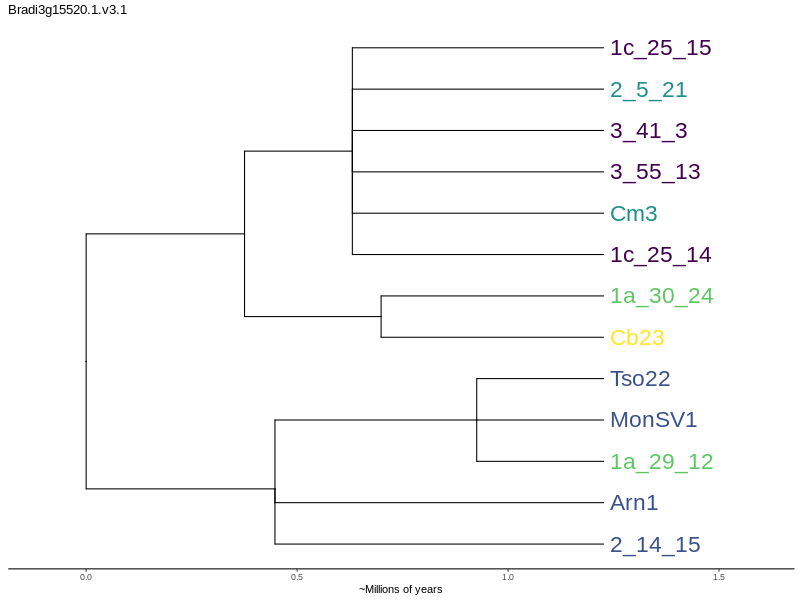 Bradi3g15520.1.v3.1
1c_25_15
2_5_21
3_41_3
3_55_13
Cm3
1c_25_14
1a_30_24
Cb23
Tso22
MonSV1
1a_29_12
Arn1
2_14_15
0.0 0.5 1.0 1.5
~Millions of years